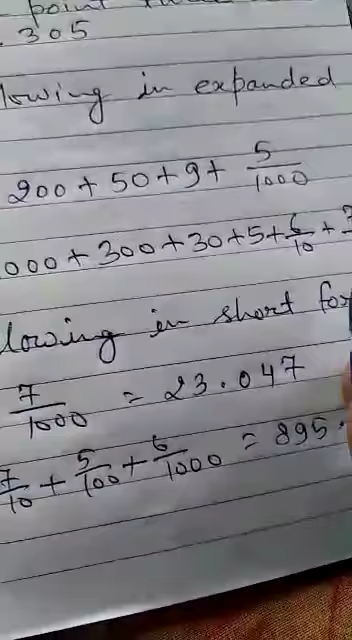 point
.305
lowing in expanded
200 + 50 + 9 + 5/1000
000 + 300 + 30 + 5 + 6/10 +
lowing in short for
7/1000 = 23.047
7/10 + 5/100 + 6/1000 = 895.